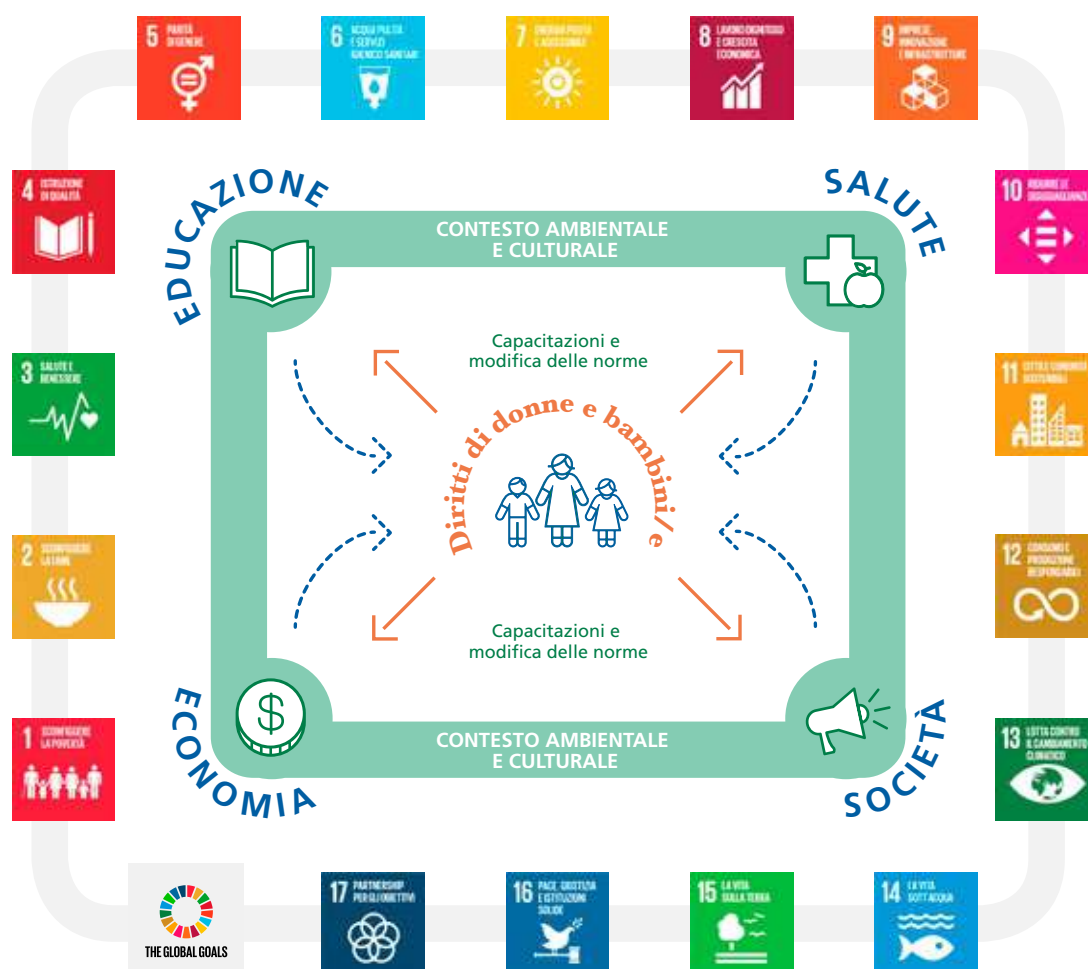 5 PARITÀ
DI GENERE
6 ACQUA PULITA
E SERVIZI
IGIENICO SANITARI
7 ENERGIA PULITA
E ACCESSIBILE
8 LAVORO DIGNITOSO
E CRESCITA
ECONOMICA
9 IMPRESE,
INNOVAZIONE
E INFRASTRUTTURE
4 ISTRUZIONE
DI QUALITÀ
EDUCAZIONE
CONTESTO AMBIENTALE
E CULTURALE
SALUTE
10 RIDURRE LE
DISUGUAGLIANZE
3 SALUTE E
BENESSERE
Capacitazioni e
modifica delle norme
Diritti di donne e bambini/e
11 CITTÀ E COMUNITÀ
SOSTENIBILI
2 SCONFIGGERE
LA FAME
12 CONSUMO E
PRODUZIONE
RESPONSABILI
Capacitazioni e
modifica delle norme
1 SCONFIGGERE
LA POVERTÀ
ECONOMIA
$
CONTESTO AMBIENTALE
E CULTURALE
SOCIETÀ
13 LOTTA CONTRO
IL CAMBIAMENTO
CLIMATICO
THE GLOBAL GOALS
17 PARTNERSHIP
PER GLI OBIETTIVI
16 PACE, GIUSTIZIA
E ISTITUZIONI
SOLIDE
15 LA VITA
SULLA TERRA
14 LA VITA
SOTT'ACQUA